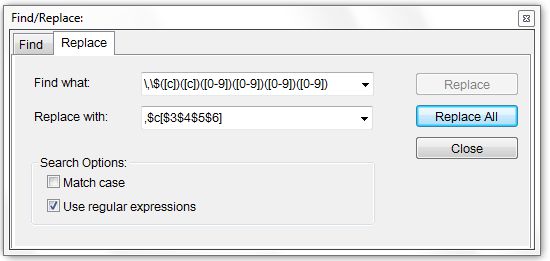 Find/Replace:
Find Replace
Find what: \,\$([c])([c])([0-9])([0-9])([0-9])([0-9]) Replace
Replace with: ,$c[$3$4$5$6] Replace All
Close
Search Options:
Match case
Use regular expressions